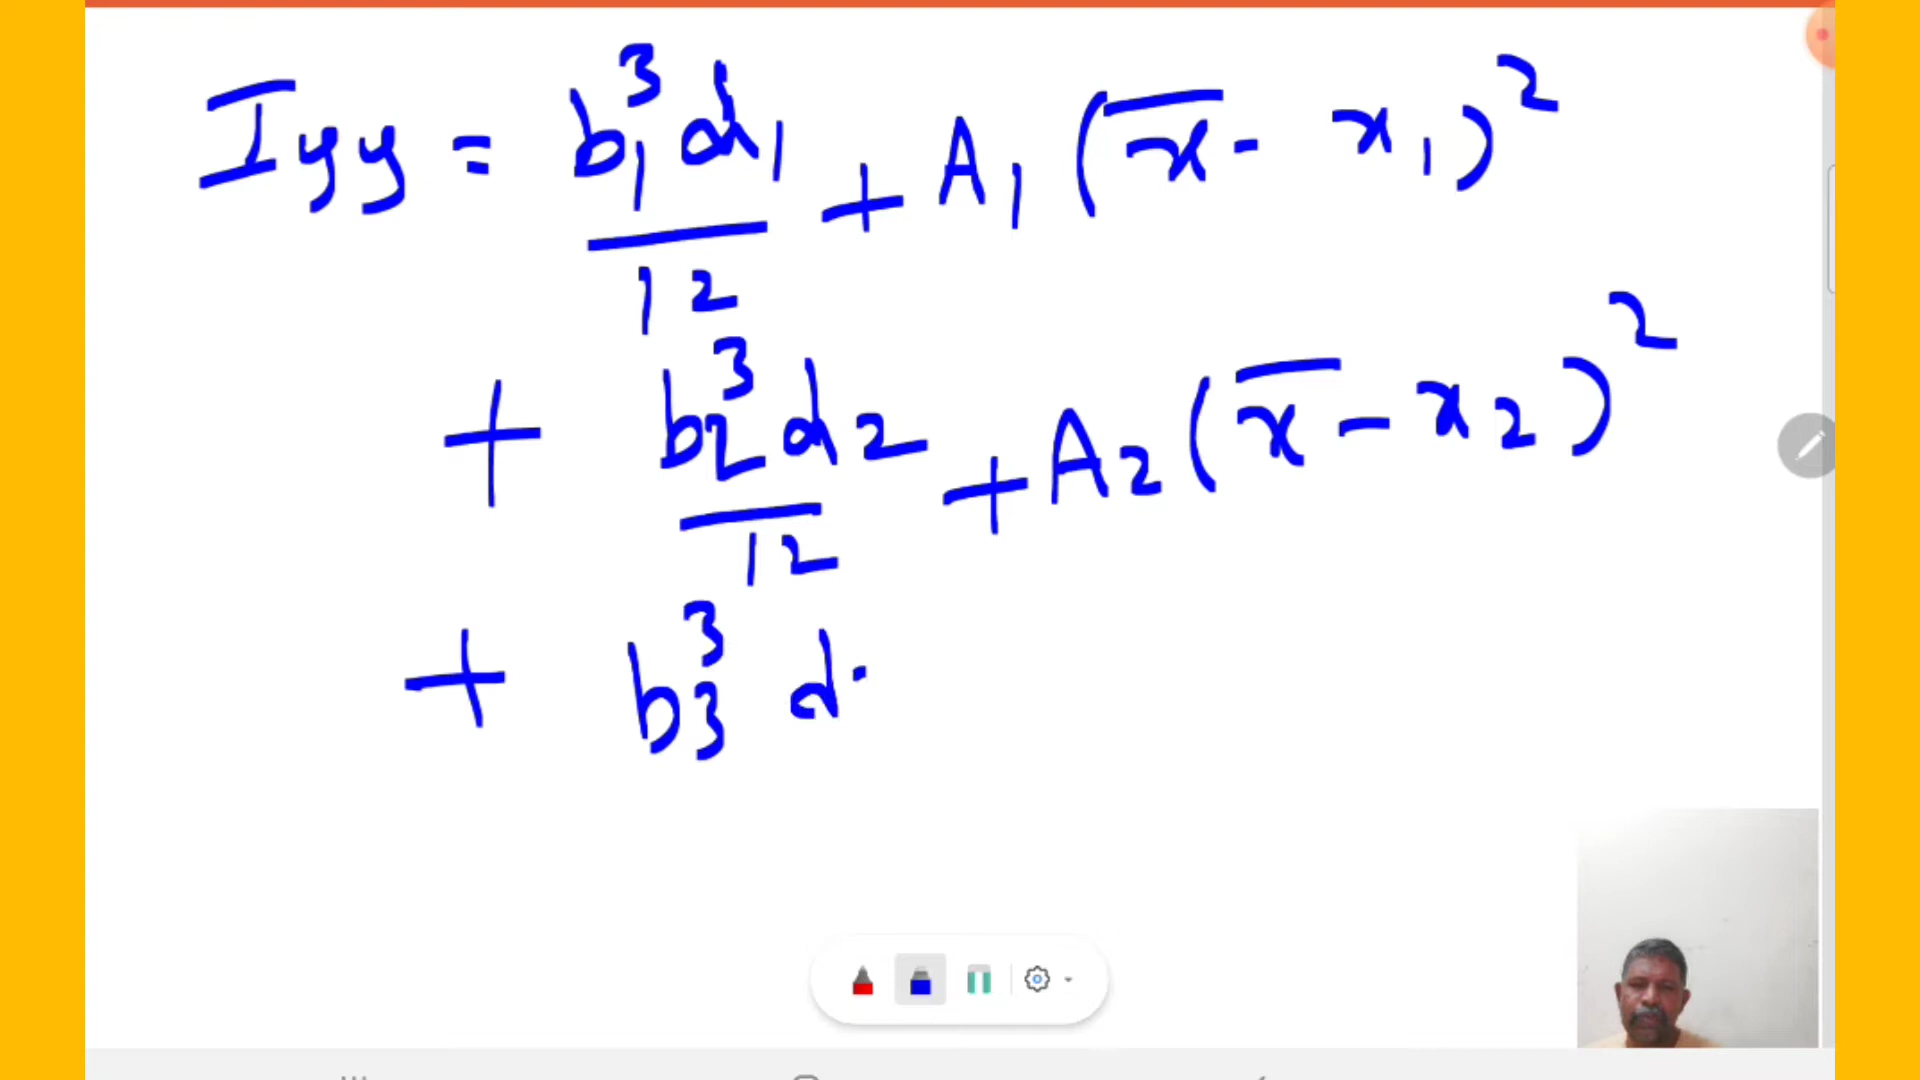 Iyy = b₁³d₁/12 + A₁(x̅ - x₁)²
+ b₂³d₂/12 + A₂(x̅ - x₂)²
+ b₃³ d